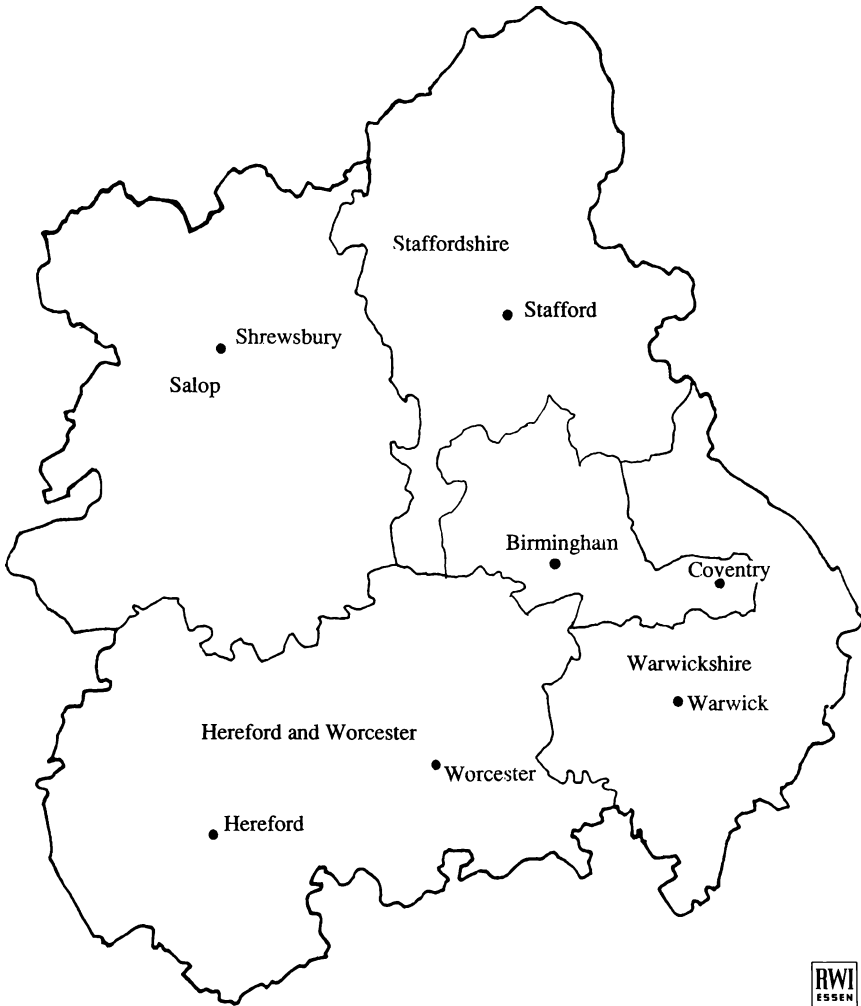 Staffordshire
Stafford
Shrewsbury
Salop
Birmingham
Coventry
Warwickshire
Warwick
Hereford and Worcester
Worcester
Hereford
RWI
ESSEN